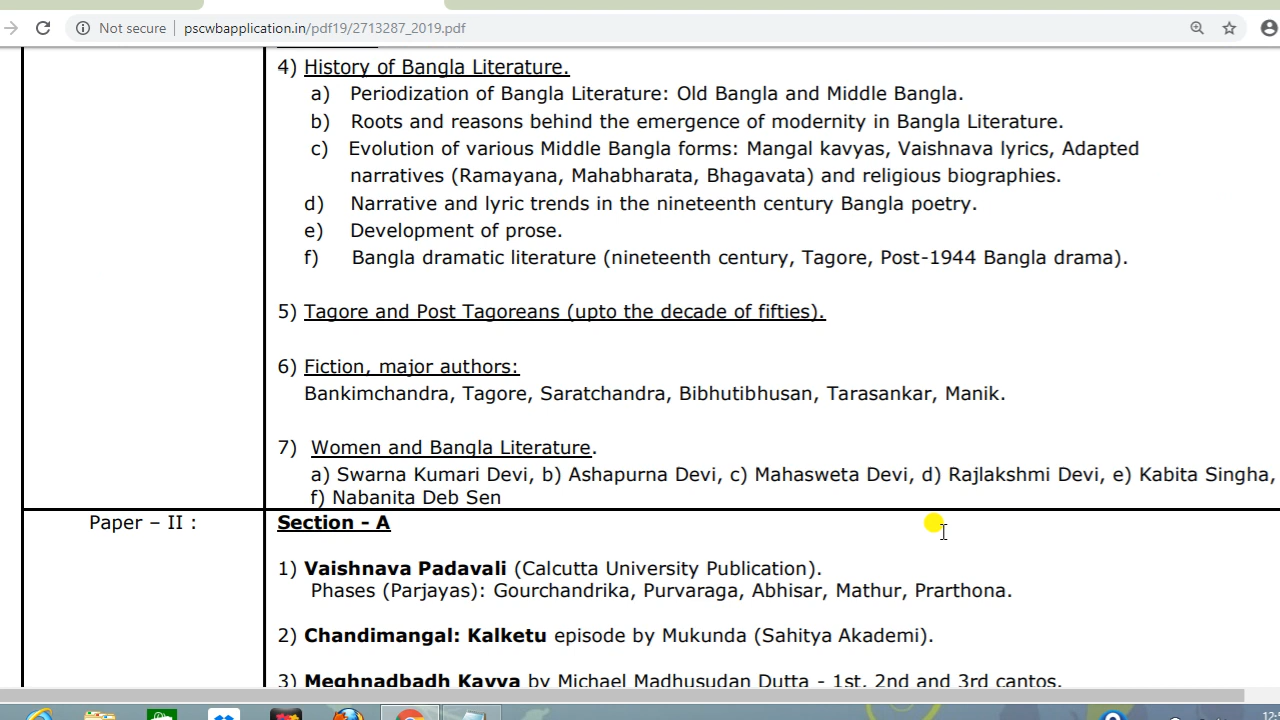 Not secure | pscwbapplication.in/pdf19/2713287_2019.pdf
4) History of Bangla Literature.
a) Periodization of Bangla Literature: Old Bangla and Middle Bangla.
b) Roots and reasons behind the emergence of modernity in Bangla Literature.
c) Evolution of various Middle Bangla forms: Mangal kavyas, Vaishnava lyrics, Adapted
narratives (Ramayana, Mahabharata, Bhagavata) and religious biographies.
d) Narrative and lyric trends in the nineteenth century Bangla poetry.
e) Development of prose.
f) Bangla dramatic literature (nineteenth century, Tagore, Post-1944 Bangla drama).
5) Tagore and Post Tagoreans (upto the decade of fifties).
6) Fiction, major authors:
Bankimchandra, Tagore, Saratchandra, Bibhutibhusan, Tarasankar, Manik.
7) Women and Bangla Literature.
a) Swarna Kumari Devi, b) Ashapurna Devi, c) Mahasweta Devi, d) Rajlakshmi Devi, e) Kabita Singha,
f) Nabanita Deb Sen
Paper – II : Section - A
1) Vaishnava Padavali (Calcutta University Publication).
Phases (Parjayas): Gourchandrika, Purvaraga, Abhisar, Mathur, Prarthona.
2) Chandimangal: Kalketu episode by Mukunda (Sahitya Akademi).
3) Meghnadbadh Kavya by Michael Madhusudan Dutta - 1st, 2nd and 3rd cantos.